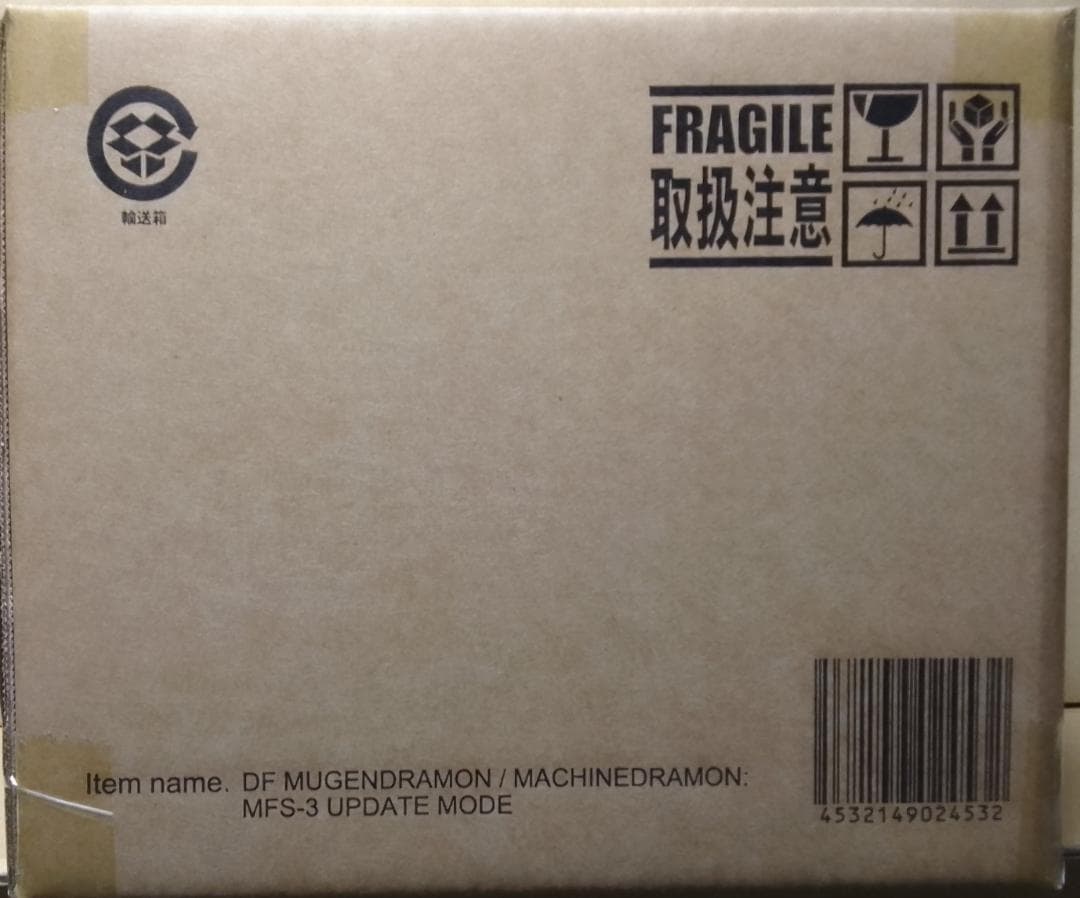 輸送箱
FRAGILE
取扱注意
Item name. DF MUGENDRAMON / MACHINEDRAMON:
MFS-3 UPDATE MODE
4532149024532